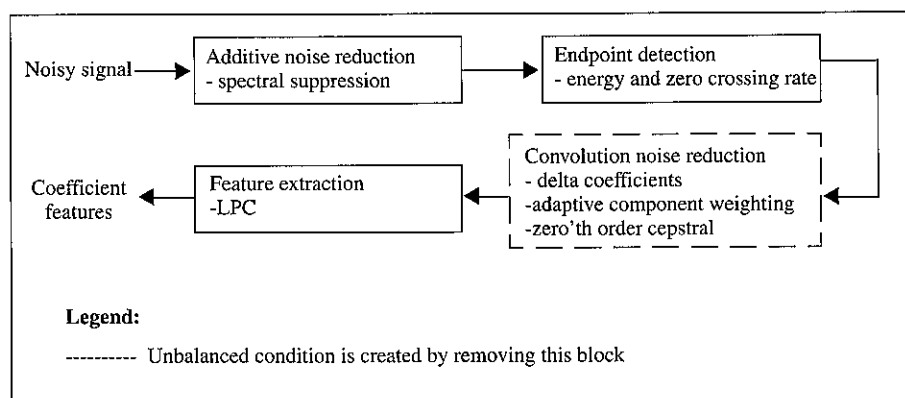 Noisy signal
Additive noise reduction
- spectral suppression
Endpoint detection
- energy and zero crossing rate
Convolution noise reduction
- delta coefficients
-adaptive component weighting
-zero'th order cepstral
Feature extraction
-LPC
Coefficient
features
Legend:
---------- Unbalanced condition is created by removing this block